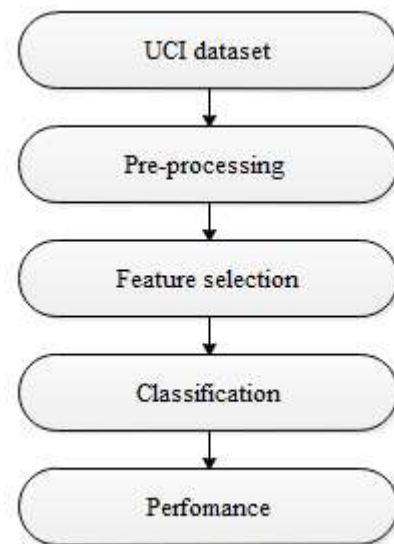 UCI dataset
Pre-processing
Feature selection
Classification
Perfomance